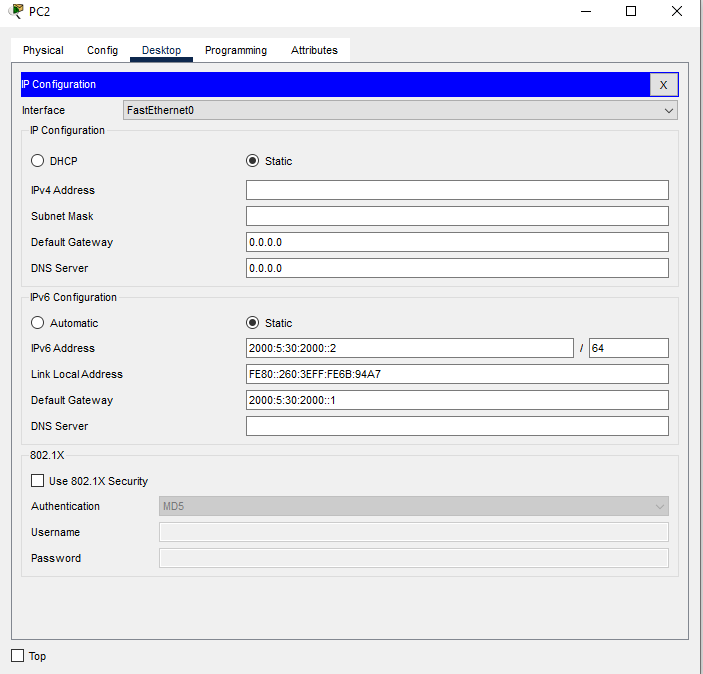 PC2
Physical Config Desktop Programming Attributes
IP Configuration X
Interface FastEthernet0
IP Configuration
DHCP Static
IPv4 Address
Subnet Mask
Default Gateway 0.0.0.0
DNS Server 0.0.0.0
IPv6 Configuration
Automatic Static
IPv6 Address 2000:5:30:2000::2 / 64
Link Local Address FE80::260:3EFF:FE6B:94A7
Default Gateway 2000:5:30:2000::1
DNS Server
802.1X
Use 802.1X Security
Authentication MD5
Username
Password
Top